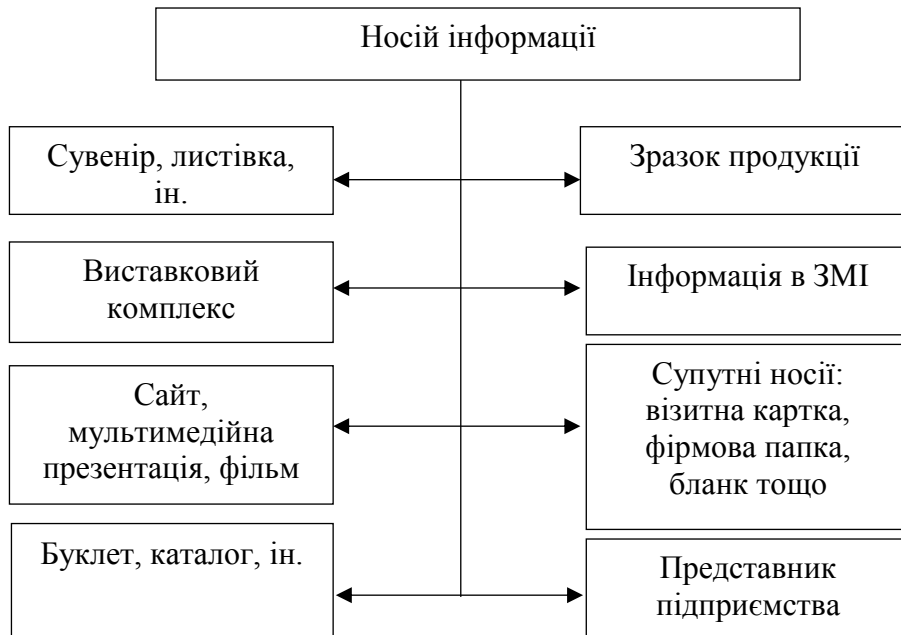 Носій інформації
Сувенір, листівка,
ін.
Зразок продукції
Виставковий
комплекс
Інформація в ЗМІ
Сайт,
мультимедійна
презентація, фільм
Супутні носії:
візитна картка,
фірмова папка,
бланк тощо
Буклет, каталог, ін.
Представник
підприємства